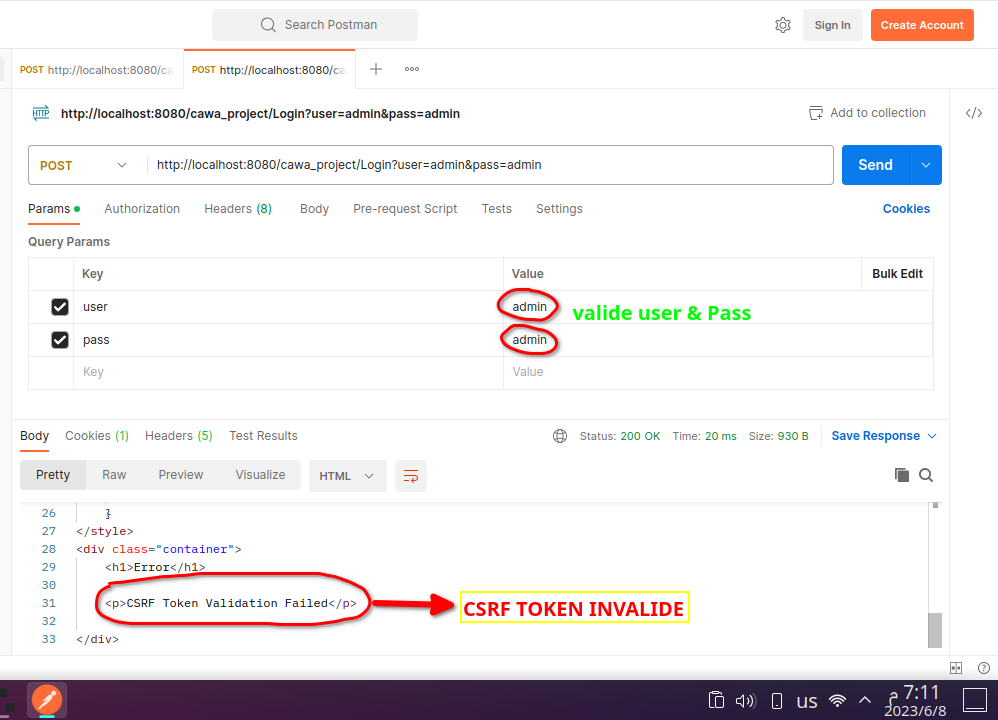 Search Postman
Sign In
Create Account
POST http://localhost:8080/ca
POST http://localhost:8080/ca
HTTP http://localhost:8080/cawa_project/Login?user=admin&pass=admin
Add to collection
POST
http://localhost:8080/cawa_project/Login?user=admin&pass=admin
Send
Params
Authorization
Headers (8)
Body
Pre-request Script
Tests
Settings
Cookies
Query Params
Key Value Bulk Edit
user admin
valide user & Pass
pass admin
Key Value
Body Cookies (1) Headers (5) Test Results
Status: 200 OK Time: 20 ms Size: 930 B
Save Response
Pretty Raw Preview Visualize HTML
26 }
27 </style>
28 <div class="container">
29 <h1>Error</h1>
30
31 <p>CSRF Token Validation Failed</p>
CSRF TOKEN INVALIDE
32
33 </div>
US
7:11 م
2023/6/8